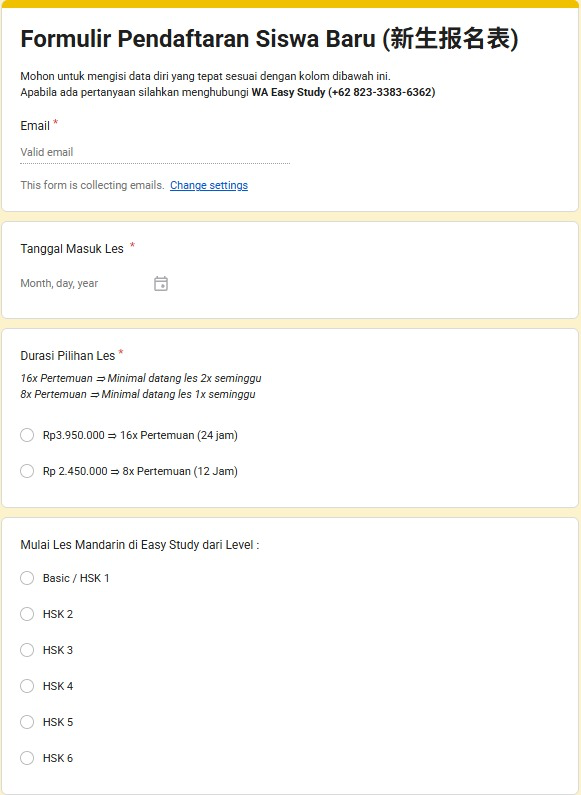 Formulir Pendaftaran Siswa Baru (新生报名表)
Mohon untuk mengisi data diri yang tepat sesuai dengan kolom dibawah ini.
Apabila ada pertanyaan silahkan menghubungi WA Easy Study (+62 823-3383-6362)
Email *
Valid email
This form is collecting emails. Change settings
Tanggal Masuk Les *
Month, day, year
Durasi Pilihan Les *
16x Pertemuan ⇒ Minimal datang les 2x seminggu
8x Pertemuan ⇒ Minimal datang les 1x seminggu
Rp3.950.000 ⇒ 16x Pertemuan (24 jam)
Rp 2.450.000 ⇒ 8x Pertemuan (12 Jam)
Mulai Les Mandarin di Easy Study dari Level :
Basic / HSK 1
HSK 2
HSK 3
HSK 4
HSK 5
HSK 6